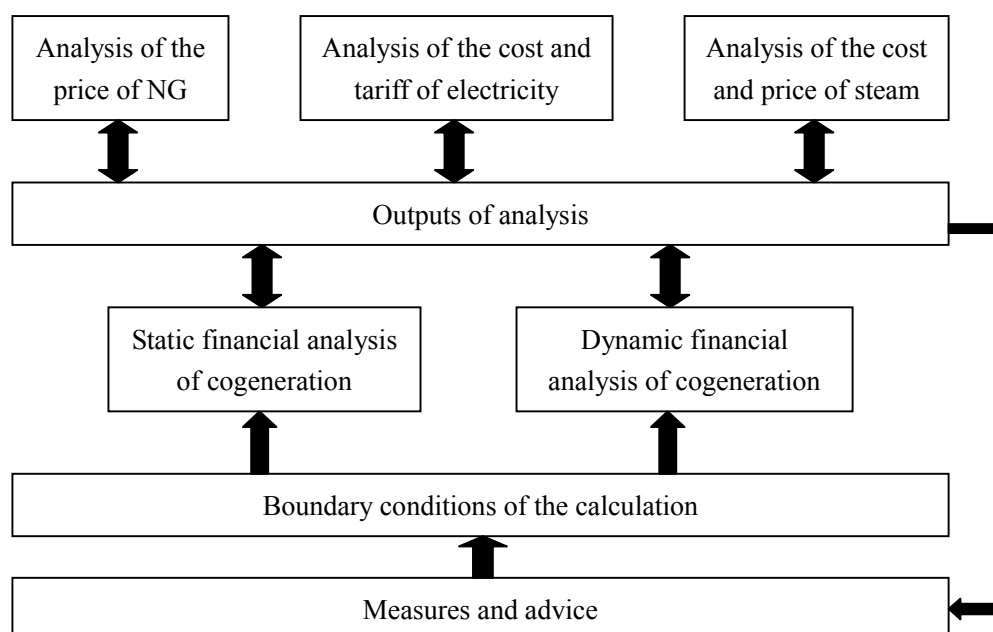 Analysis of the
price of NG
Analysis of the cost and
tariff of electricity
Analysis of the cost
and price of steam
Outputs of analysis
Static financial analysis
of cogeneration
Dynamic financial
analysis of cogeneration
Boundary conditions of the calculation
Measures and advice